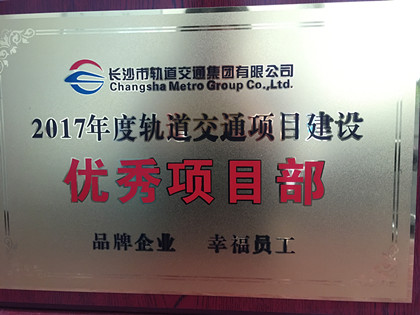 长沙市轨道交通集团有限公司
Changsha Metro Group Co.,Ltd.
2017年度轨道交通项目建设
优秀项目部
品牌企业 幸福员工